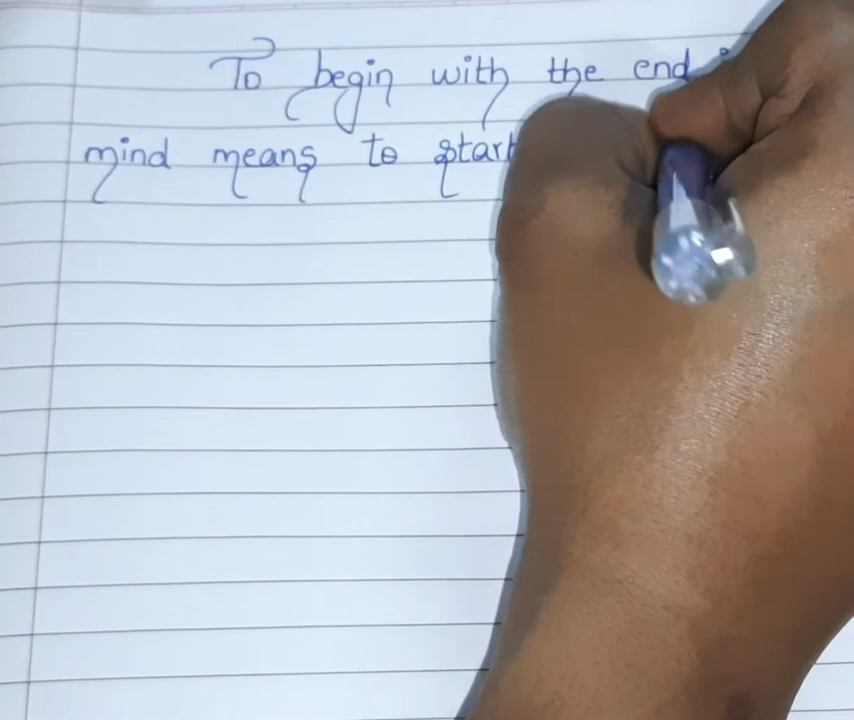 To begin with the end
mind means to start